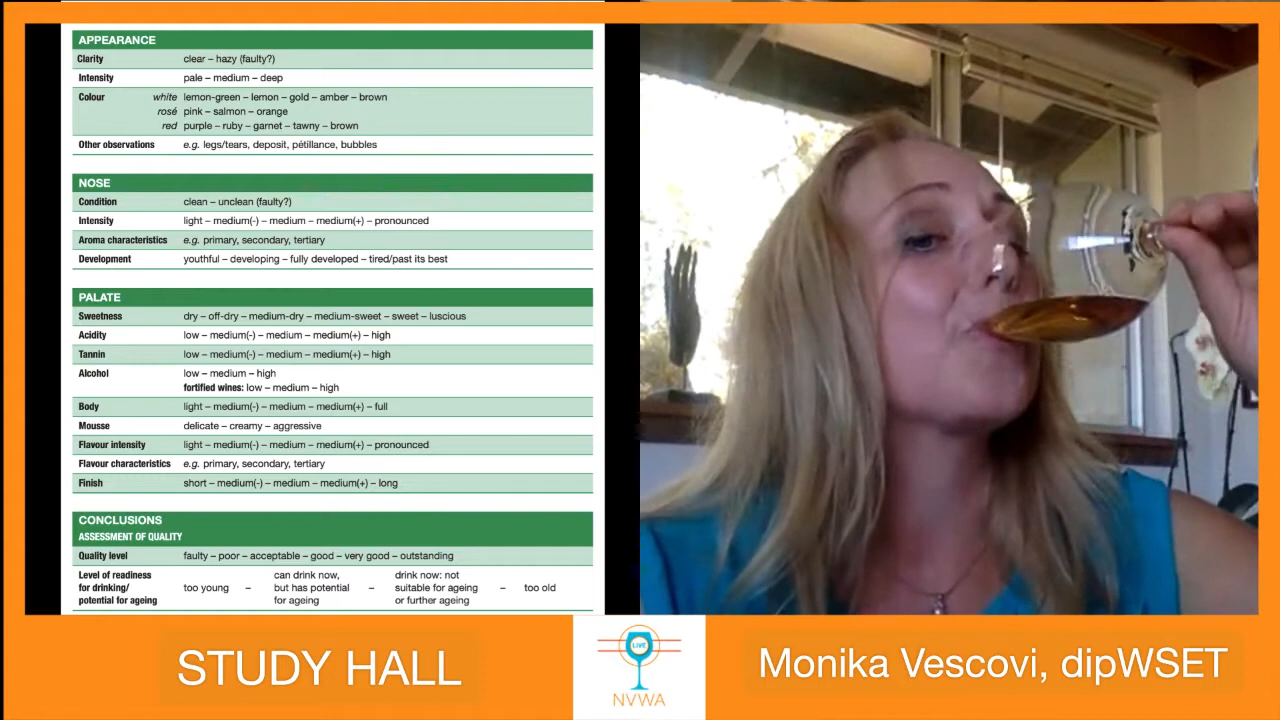 APPEARANCE
Clarity clear – hazy (faulty?)
Intensity pale – medium – deep
Colour white lemon-green – lemon – gold – amber – brown
rosé pink – salmon – orange
red purple – ruby – garnet – tawny – brown
Other observations e.g. legs/tears, deposit, pétillance, bubbles
NOSE
Condition clean – unclean (faulty?)
Intensity light – medium(-) – medium – medium(+) – pronounced
Aroma characteristics e.g. primary, secondary, tertiary
Development youthful – developing – fully developed – tired/past its best
PALATE
Sweetness dry – off-dry – medium-dry – medium-sweet – sweet – luscious
Acidity low – medium(-) – medium – medium(+) – high
Tannin low – medium(-) – medium – medium(+) – high
Alcohol low – medium – high
fortified wines: low – medium – high
Body light – medium(-) – medium – medium(+) – full
Mousse delicate – creamy – aggressive
Flavour intensity light – medium(-) – medium – medium(+) – pronounced
Flavour characteristics e.g. primary, secondary, tertiary
Finish short – medium(-) – medium – medium(+) – long
CONCLUSIONS
ASSESSMENT OF QUALITY
Quality level faulty – poor – acceptable – good – very good – outstanding
Level of readiness can drink now, drink now: not
for drinking/ too young – but has potential – suitable for ageing – too old
potential for ageing for ageing or further ageing
STUDY HALL
LIVE
NVWA
Monika Vescovi, dipWSET